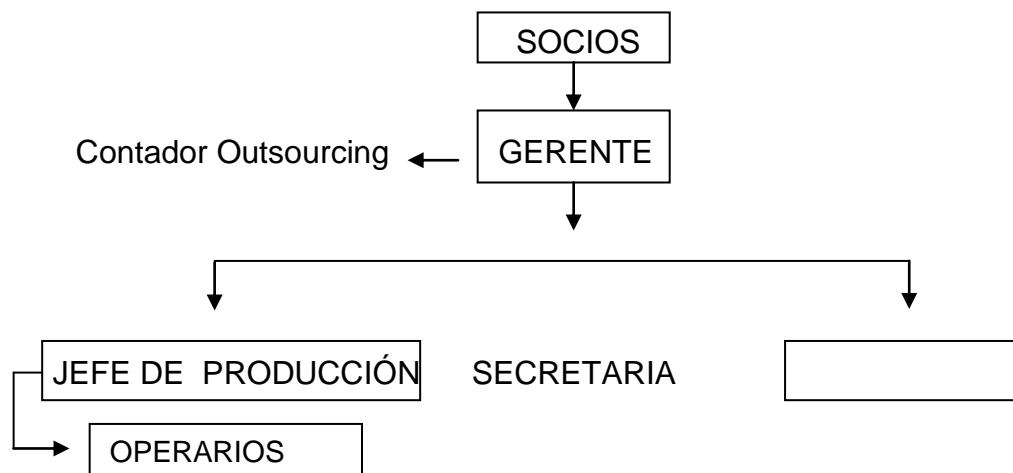 SOCIOS
Contador Outsourcing GERENTE
JEFE DE PRODUCCIÓN SECRETARIA
OPERARIOS